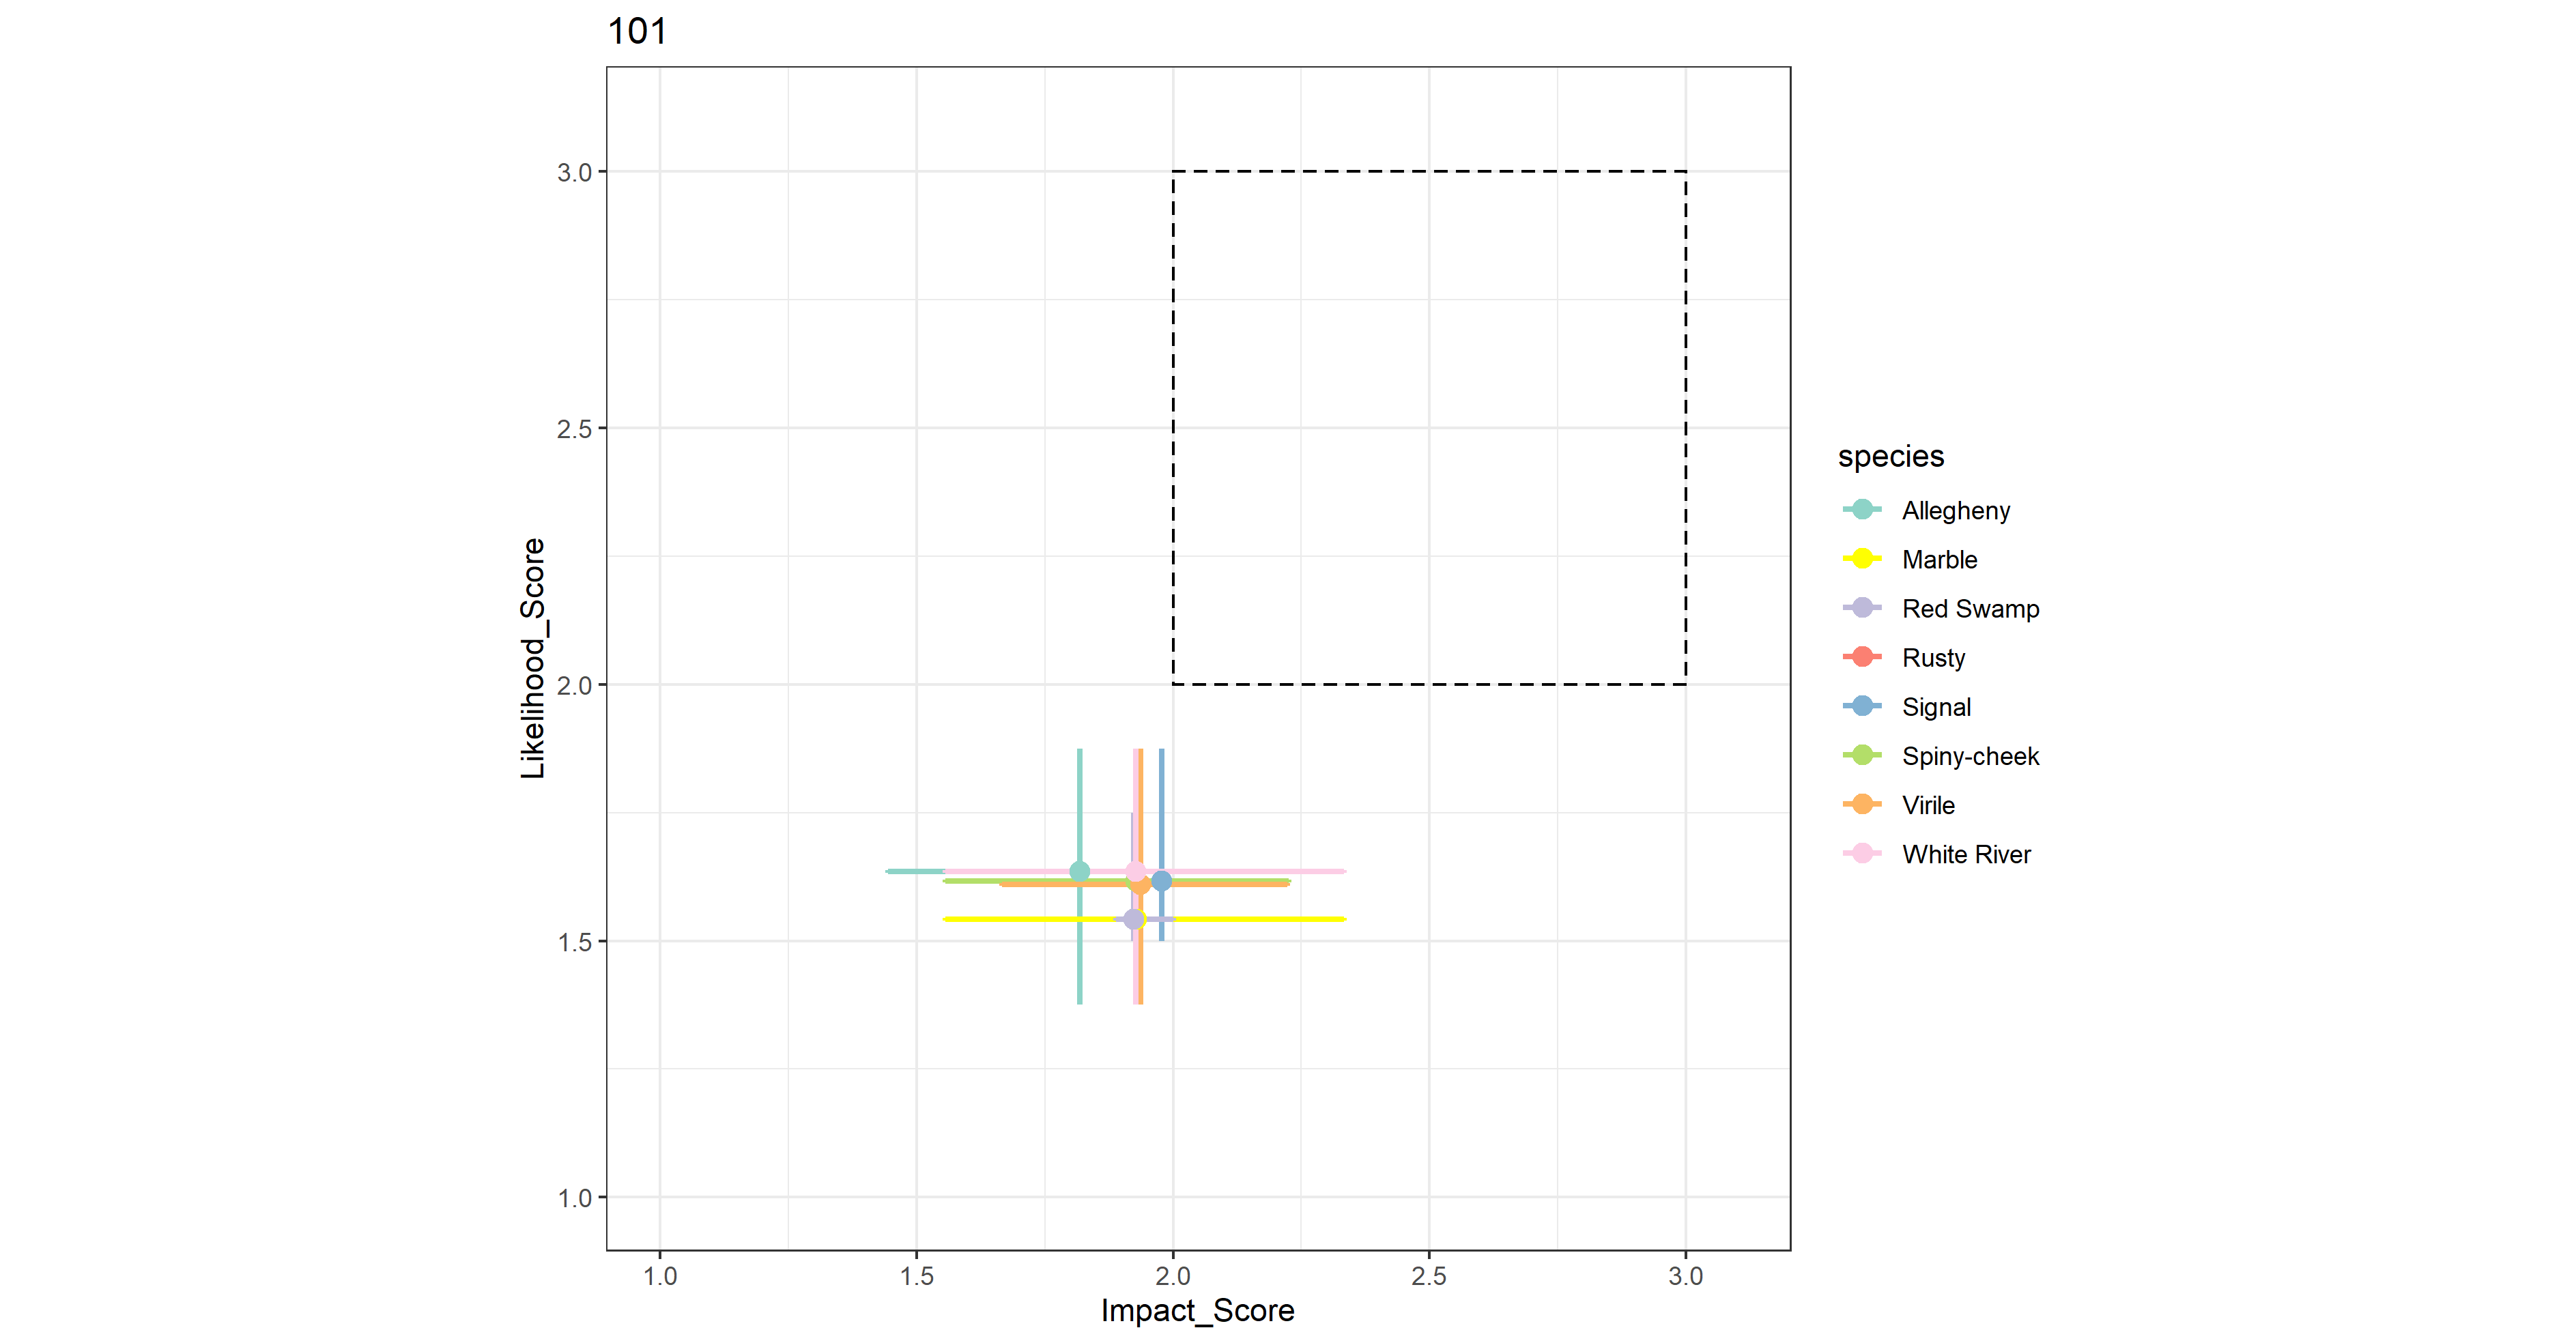 101
Likelihood_Score
3.0
2.5
2.0
1.5
1.0
1.0 1.5 2.0 2.5 3.0
Impact_Score
species
Allegheny
Marble
Red Swamp
Rusty
Signal
Spiny-cheek
Virile
White River